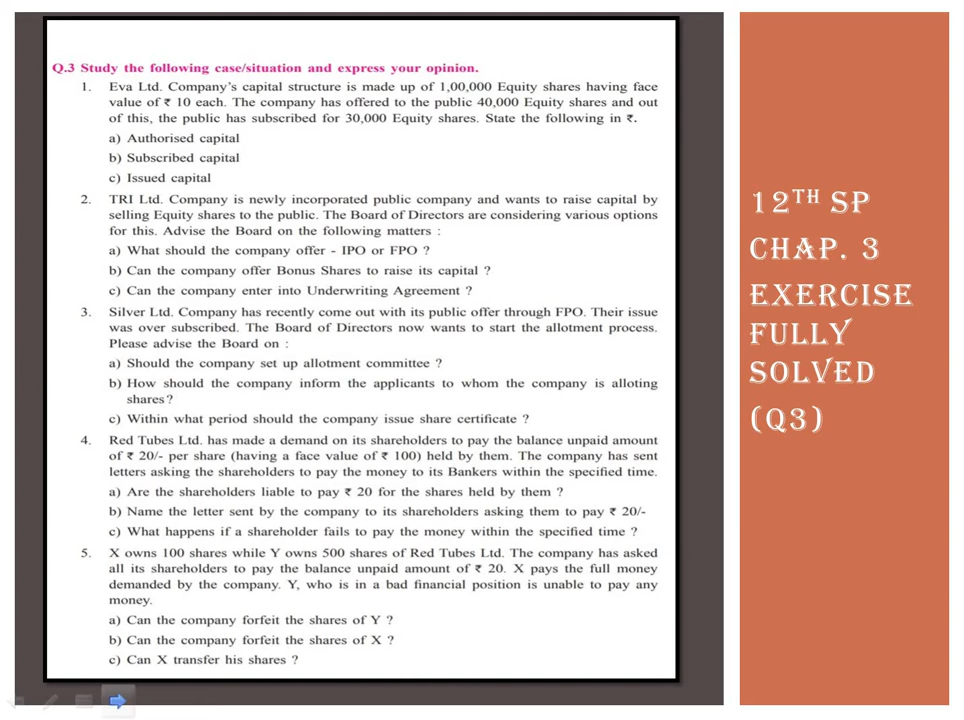 Q.3 Study the following case/situation and express your opinion.
1. Eva Ltd. Company's capital structure is made up of 1,00,000 Equity shares having face
value of ₹ 10 each. The company has offered to the public 40,000 Equity shares and out
of this, the public has subscribed for 30,000 Equity shares. State the following in ₹.
a) Authorised capital
b) Subscribed capital
c) Issued capital
2. TRI Ltd. Company is newly incorporated public company and wants to raise capital by
selling Equity shares to the public. The Board of Directors are considering various options
for this. Advise the Board on the following matters :
a) What should the company offer - IPO or FPO ?
b) Can the company offer Bonus Shares to raise its capital ?
c) Can the company enter into Underwriting Agreement ?
3. Silver Ltd. Company has recently come out with its public offer through FPO. Their issue
was over subscribed. The Board of Directors now wants to start the allotment process.
Please advise the Board on :
a) Should the company set up allotment committee ?
b) How should the company inform the applicants to whom the company is alloting
shares?
c) Within what period should the company issue share certificate ?
4. Red Tubes Ltd. has made a demand on its shareholders to pay the balance unpaid amount
of ₹ 20/- per share (having a face value of ₹ 100) held by them. The company has sent
letters asking the shareholders to pay the money to its Bankers within the specified time.
a) Are the shareholders liable to pay ₹ 20 for the shares held by them ?
b) Name the letter sent by the company to its shareholders asking them to pay ₹ 20/-
c) What happens if a shareholder fails to pay the money within the specified time ?
5. X owns 100 shares while Y owns 500 shares of Red Tubes Ltd. The company has asked
all its shareholders to pay the balance unpaid amount of ₹ 20. X pays the full money
demanded by the company. Y, who is in a bad financial position is unable to pay any
money.
a) Can the company forfeit the shares of Y ?
b) Can the company forfeit the shares of X ?
c) Can X transfer his shares ?
12TH SP
CHAP. 3
EXERCISE
FULLY
SOLVED
(Q3)